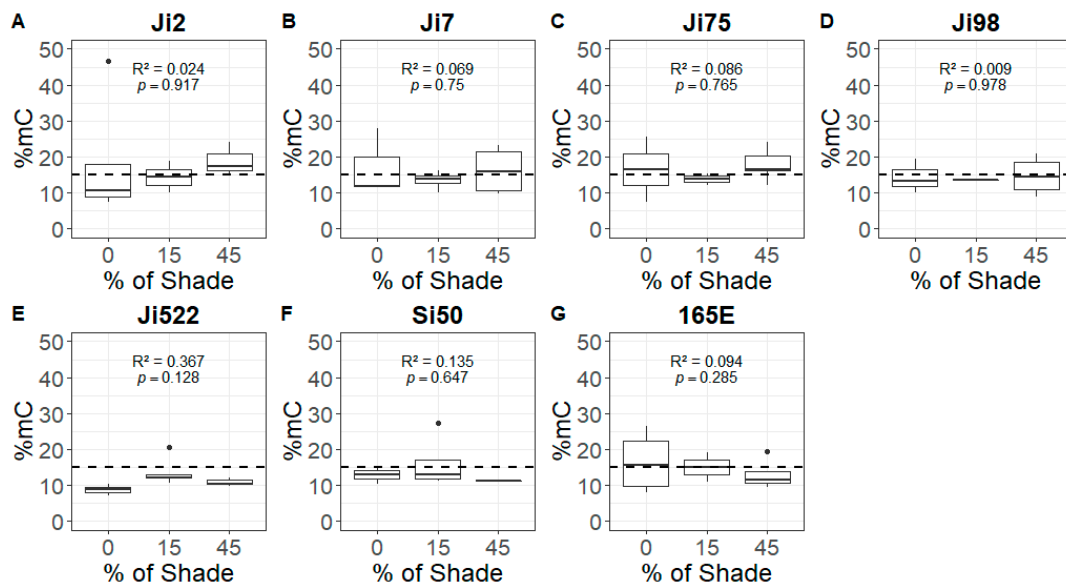 A Ji2
B Ji7
C Ji75
D Ji98
50
40
30
20
10
0
%mC
R² = 0.024
p = 0.917
0 15 45
% of Shade
50
40
30
20
10
0
%mC
R² = 0.069
p = 0.75
0 15 45
% of Shade
50
40
30
20
10
0
%mC
R² = 0.086
p = 0.765
0 15 45
% of Shade
50
40
30
20
10
0
%mC
R² = 0.009
p = 0.978
0 15 45
% of Shade
E Ji522
F Si50
G 165E
50
40
30
20
10
0
%mC
R² = 0.367
p = 0.128
0 15 45
% of Shade
50
40
30
20
10
0
%mC
R² = 0.135
p = 0.647
0 15 45
% of Shade
50
40
30
20
10
0
%mC
R² = 0.094
p = 0.285
0 15 45
% of Shade